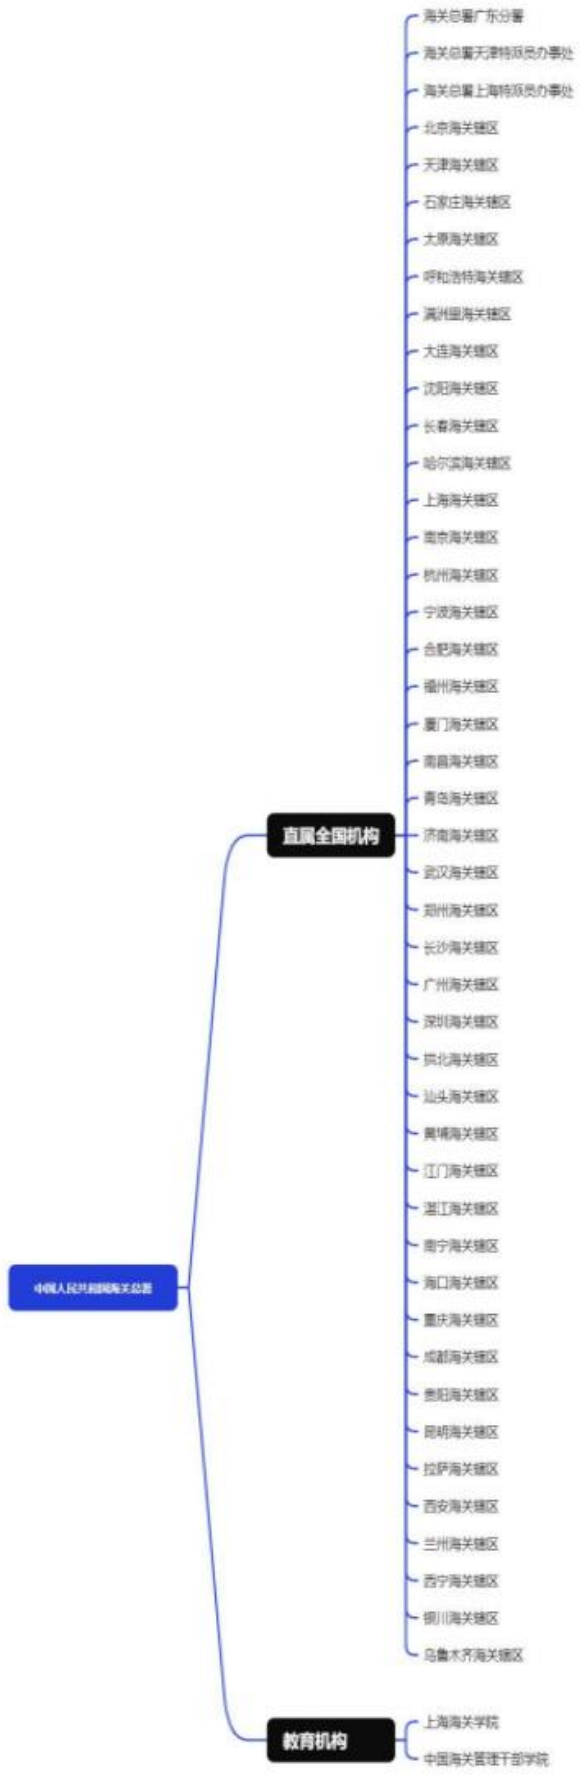 海关总署广东分署
海关总署天津特派员办事处
海关总署上海特派员办事处
北京海关辖区
天津海关辖区
石家庄海关辖区
太原海关辖区
呼和浩特海关辖区
满洲里海关辖区
大连海关辖区
沈阳海关辖区
长春海关辖区
哈尔滨海关辖区
上海海关辖区
南京海关辖区
杭州海关辖区
宁波海关辖区
合肥海关辖区
福州海关辖区
厦门海关辖区
南昌海关辖区
青岛海关辖区
直属全国机构
济南海关辖区
武汉海关辖区
郑州海关辖区
长沙海关辖区
广州海关辖区
深圳海关辖区
拱北海关辖区
汕头海关辖区
黄埔海关辖区
江门海关辖区
湛江海关辖区
南宁海关辖区
海口海关辖区
中国人民共和国海关总署
重庆海关辖区
成都海关辖区
贵阳海关辖区
昆明海关辖区
拉萨海关辖区
西安海关辖区
兰州海关辖区
西宁海关辖区
银川海关辖区
乌鲁木齐海关辖区
教育机构
上海海关学院
中国海关管理干部学院